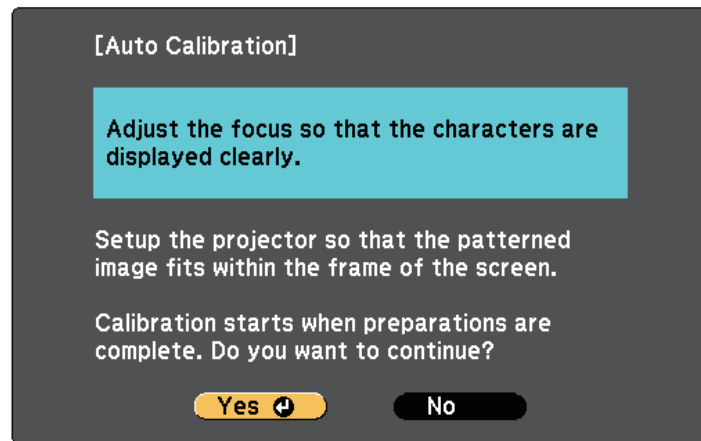 [Auto Calibration]
Adjust the focus so that the characters are
displayed clearly.
Setup the projector so that the patterned
image fits within the frame of the screen.
Calibration starts when preparations are
complete. Do you want to continue?
Yes No